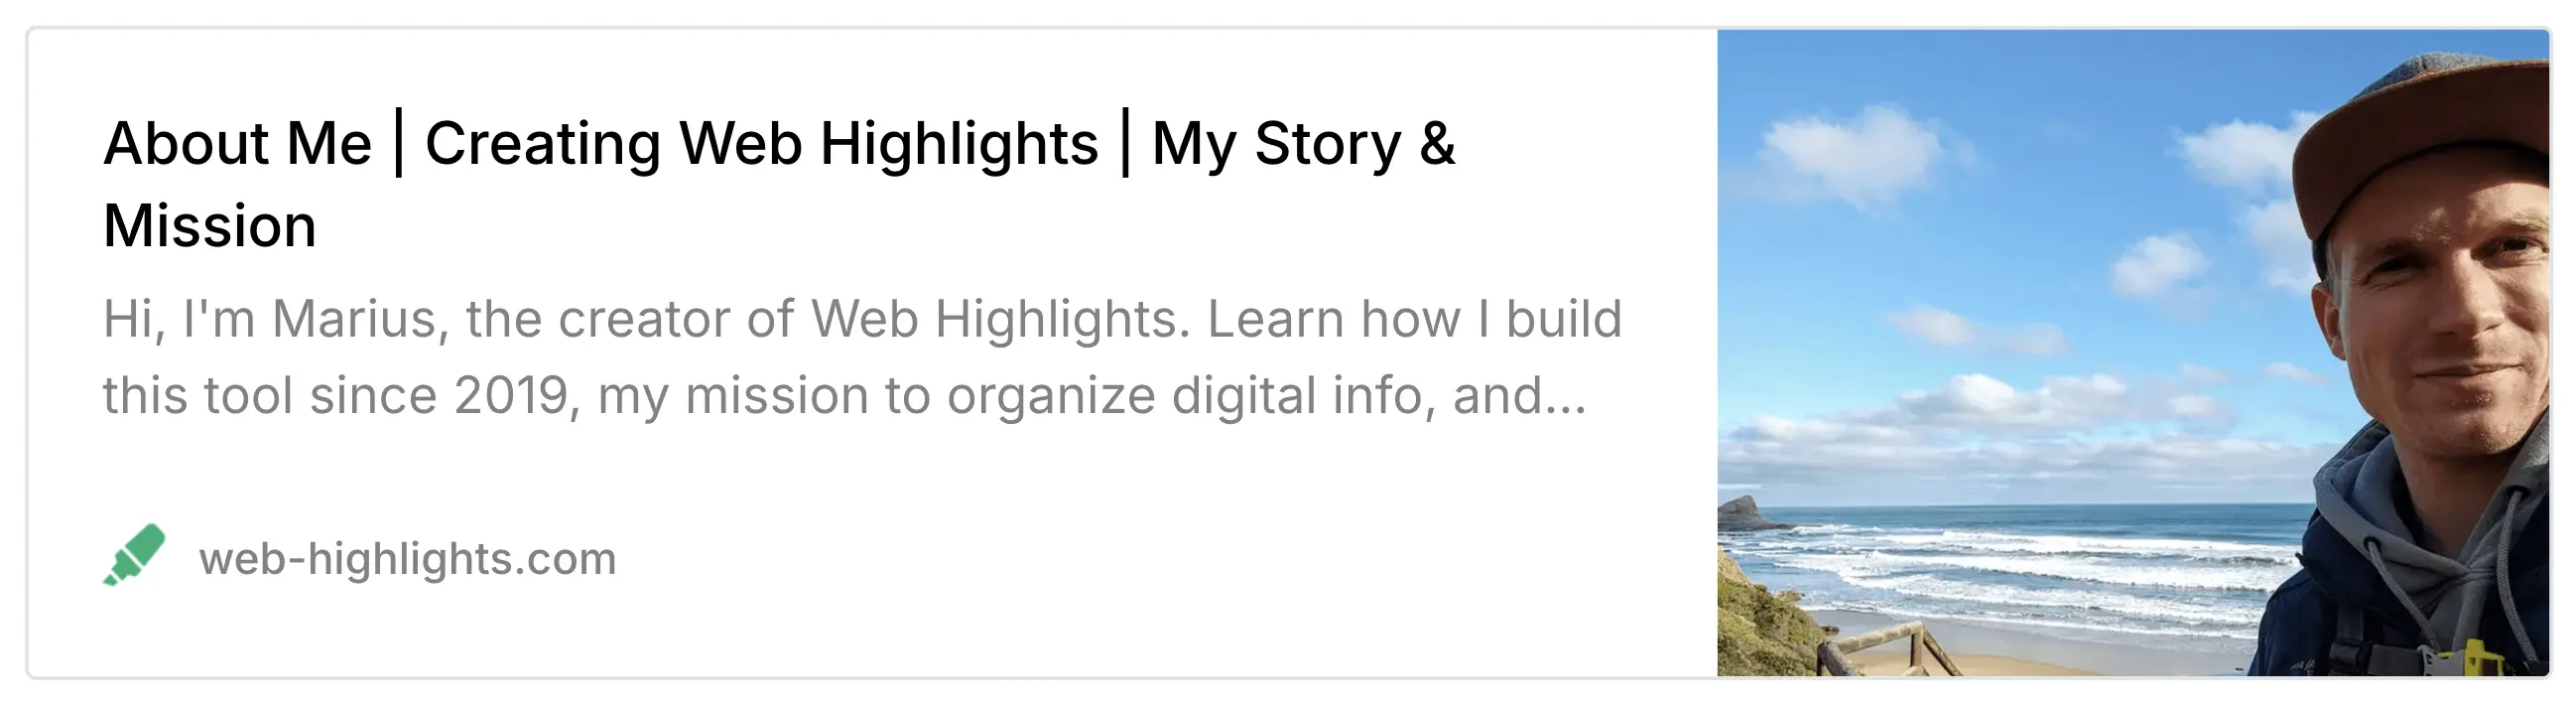 About Me | Creating Web Highlights | My Story &
Mission
Hi, I'm Marius, the creator of Web Highlights. Learn how I build
this tool since 2019, my mission to organize digital info, and...
web-highlights.com